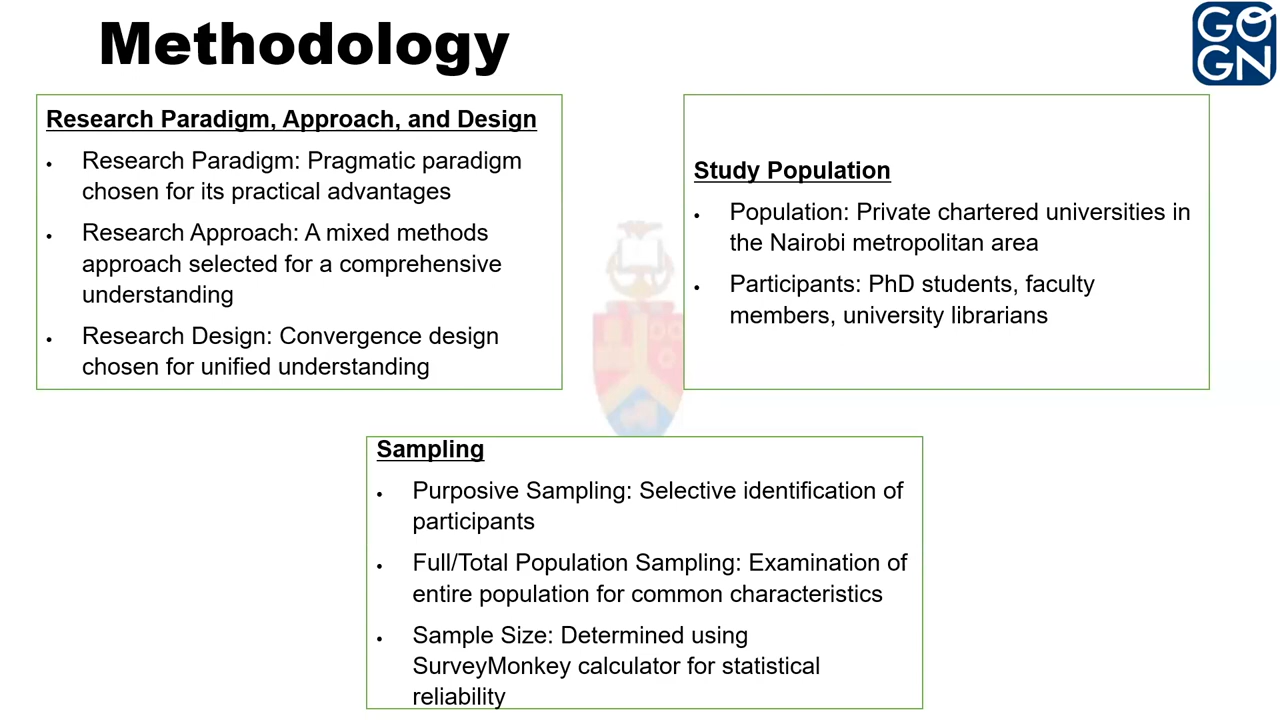 Methodology
GO
GN
Research Paradigm, Approach, and Design
• Research Paradigm: Pragmatic paradigm
chosen for its practical advantages
• Research Approach: A mixed methods
approach selected for a comprehensive
understanding
• Research Design: Convergence design
chosen for unified understanding
Study Population
• Population: Private chartered universities in
the Nairobi metropolitan area
• Participants: PhD students, faculty
members, university librarians
Sampling
• Purposive Sampling: Selective identification of
participants
• Full/Total Population Sampling: Examination of
entire population for common characteristics
• Sample Size: Determined using
SurveyMonkey calculator for statistical
reliability